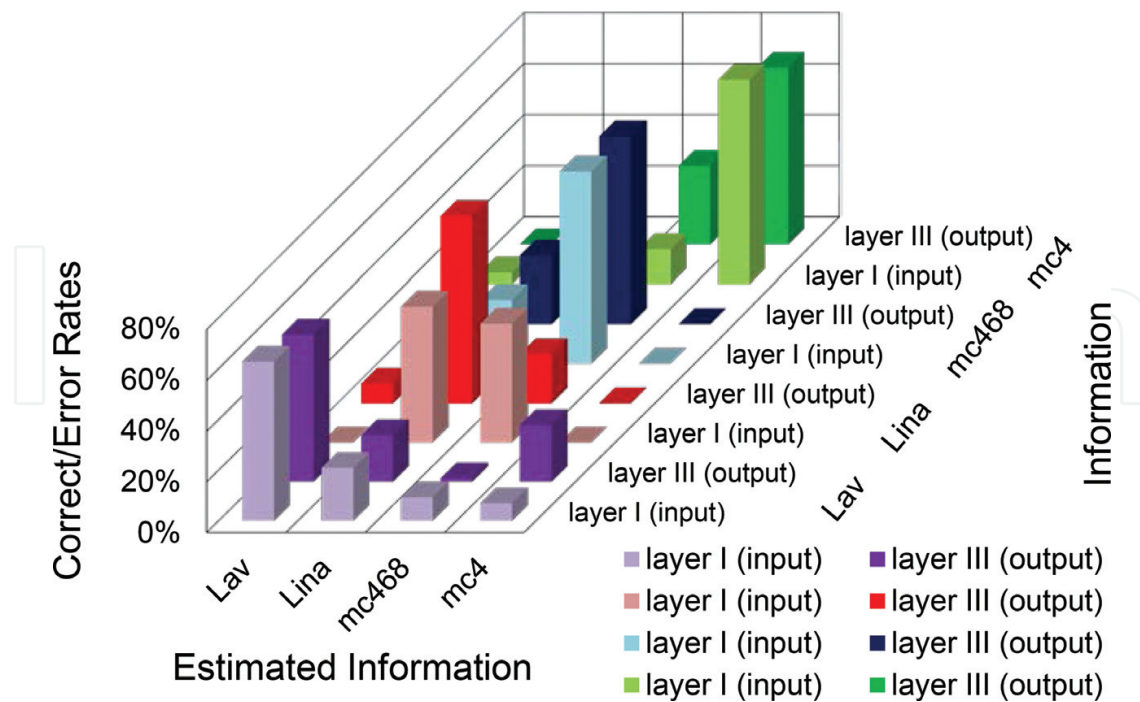 Correct/Error Rates
80%
60%
40%
20%
0%
Lav
Lina
mc468
mc4
Estimated Information
layer III (output)
layer I (input)
layer III (output)
layer I (input)
layer III (output)
layer I (input)
layer III (output)
layer I (input)
mc4
mc468
Lina
Lav
Information
layer I (input) layer III (output)
layer I (input) layer III (output)
layer I (input) layer III (output)
layer I (input) layer III (output)